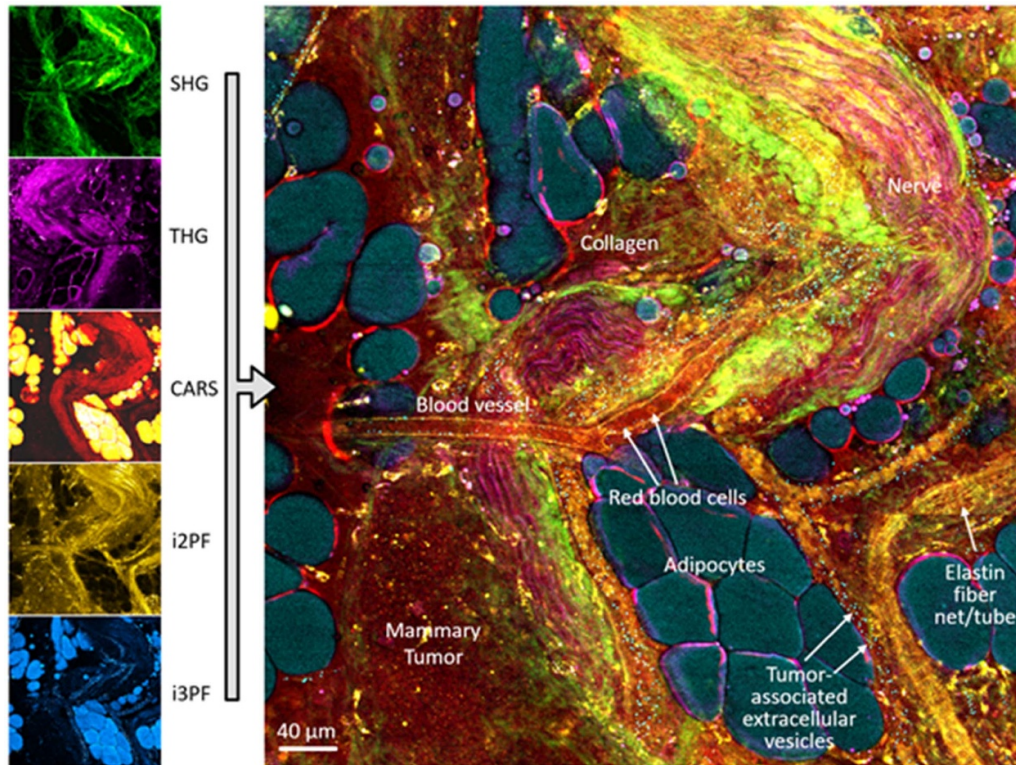 SHG
THG
CARS
i2PF
i3PF
Nerve
Collagen
Blood vessel
Red blood cells
Adipocytes
Elastin
fiber
net/tube
Mammary
Tumor
Tumor-
associated
extracellular
vesicles
40 μm